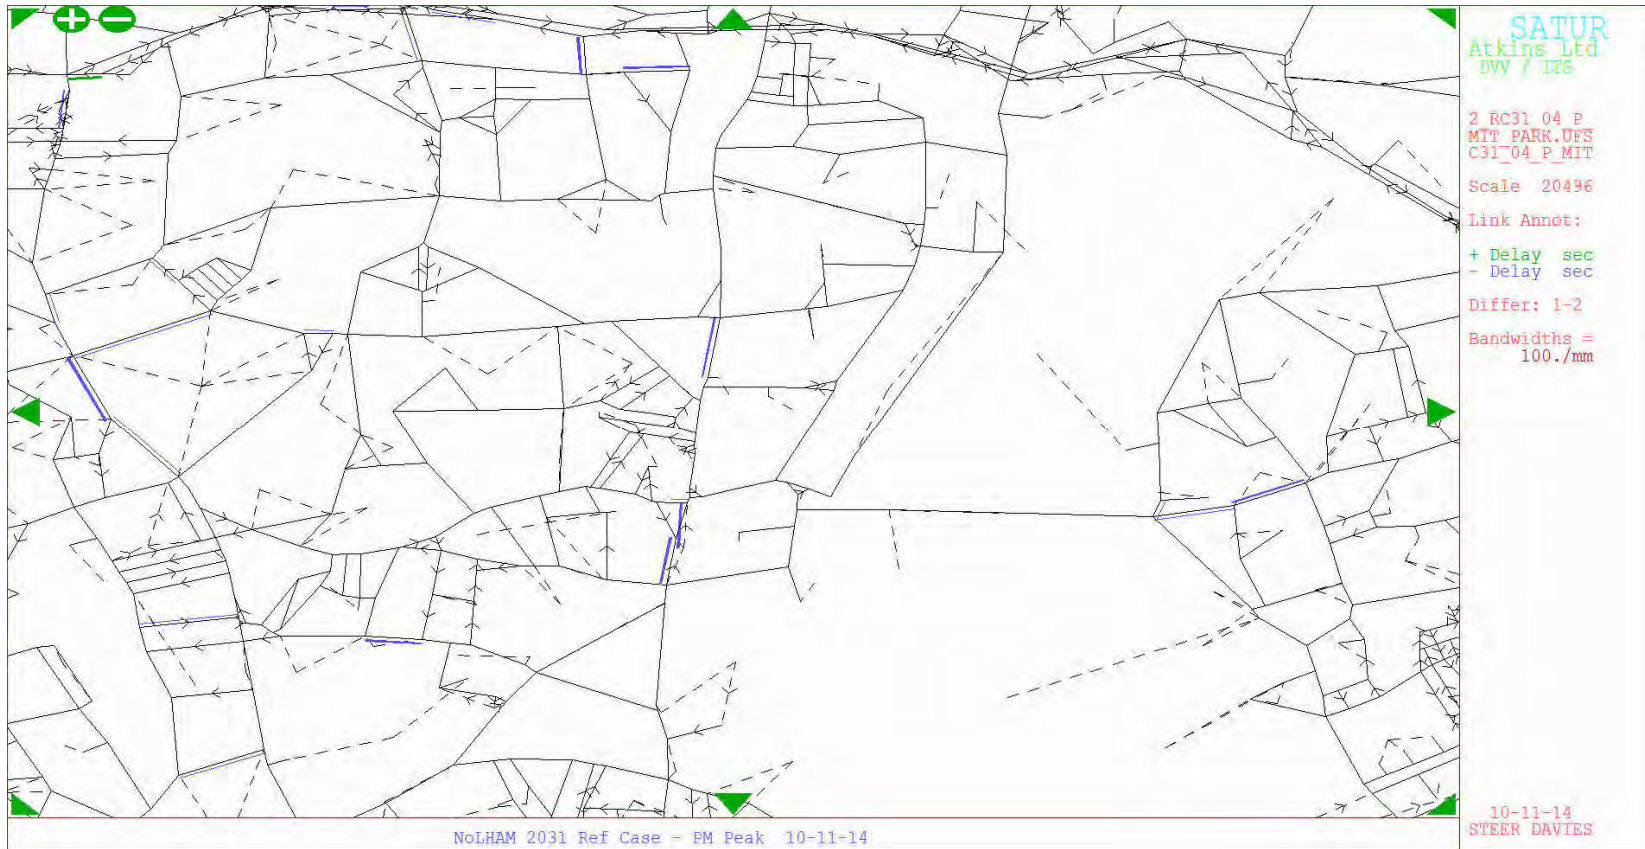 SATUR
Atkins Ltd
DVV / DTS
2 RC31 04 P
MIT PARK.UFS
C31_04_P_MIT
Scale 20496
Link Annot:
+ Delay sec
- Delay sec
Differ: 1-2
Bandwidths =
100./mm
10-11-14
STEER DAVIES
NoLHAM 2031 Ref Case - PM Peak 10-11-14